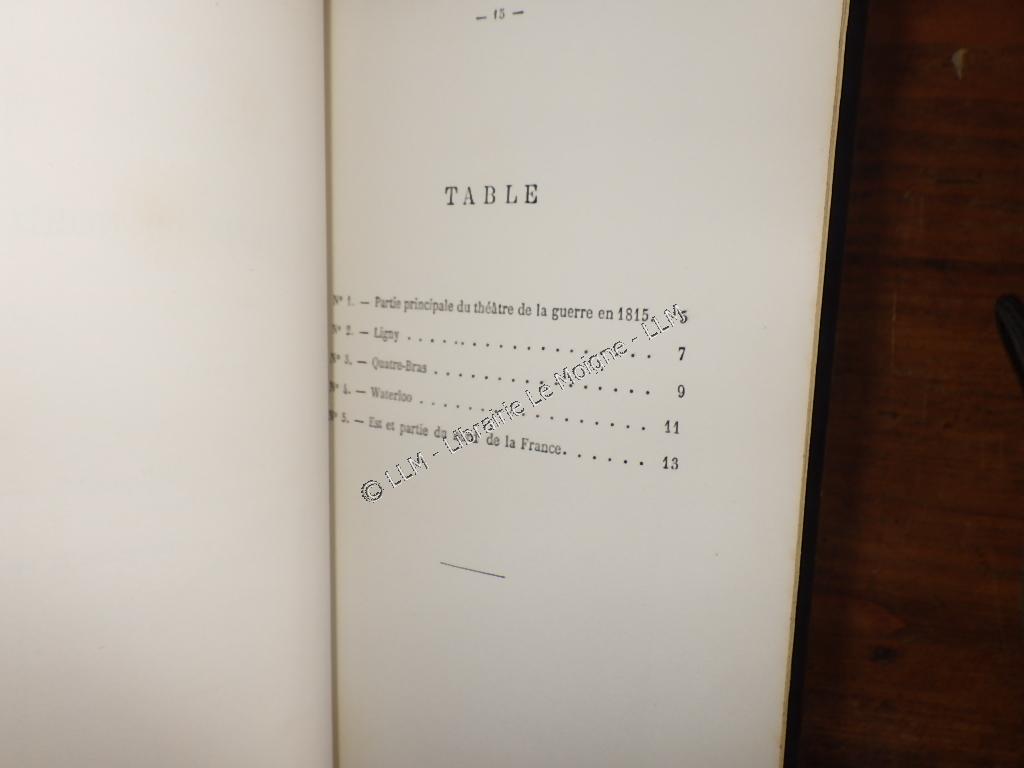 — 15 —
TABLE
N° 1. — Partie principale du théâtre de la guerre en 1815. 5
N° 2. — Ligny . . . . . . . . . . . . . . . . . 7
N° 3. — Quatre-Bras . . . . . . . . . . . . . . . 9
N° 4. — Waterloo . . . . . . . . . . . . . . . . 11
N° 5. — Est et partie du de la France. . . . . . . 13
© LLM - Librairie Le Moigne - LLM